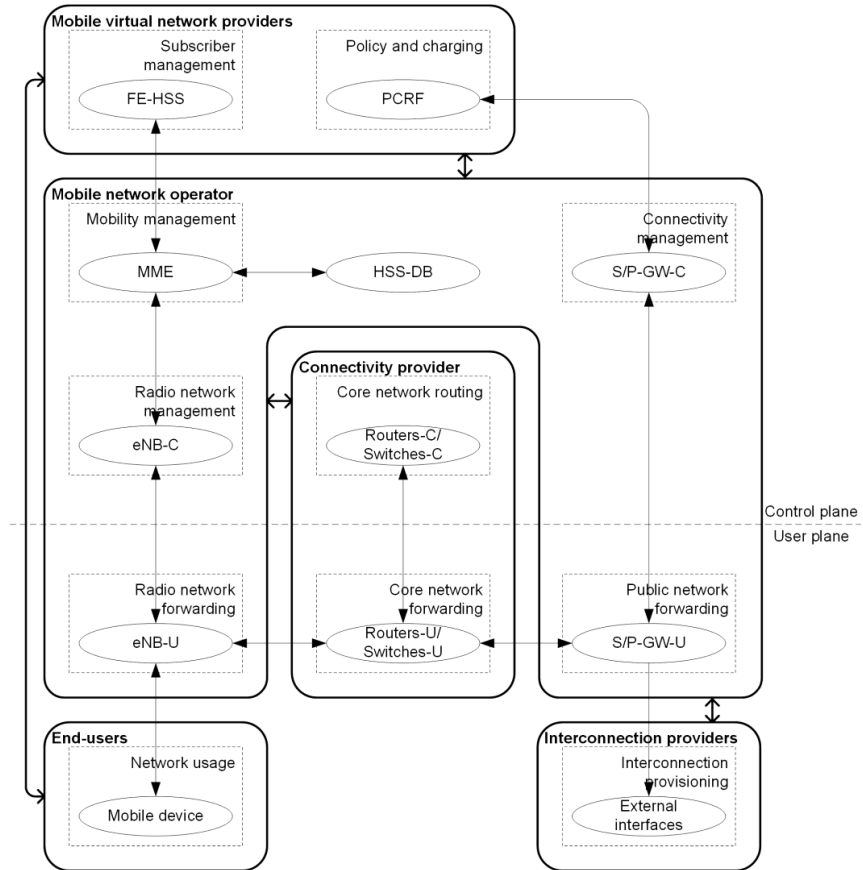 Mobile virtual network providers
Subscriber
management
FE-HSS
Policy and charging
PCRF
Mobile network operator
Mobility management
MME
HSS-DB
Connectivity
management
S/P-GW-C
Radio network
management
eNB-C
Connectivity provider
Core network routing
Routers-C/
Switches-C
Control plane
User plane
Radio network
forwarding
eNB-U
Core network
forwarding
Routers-U/
Switches-U
Public network
forwarding
S/P-GW-U
End-users
Network usage
Mobile device
Interconnection providers
Interconnection
provisioning
External
interfaces